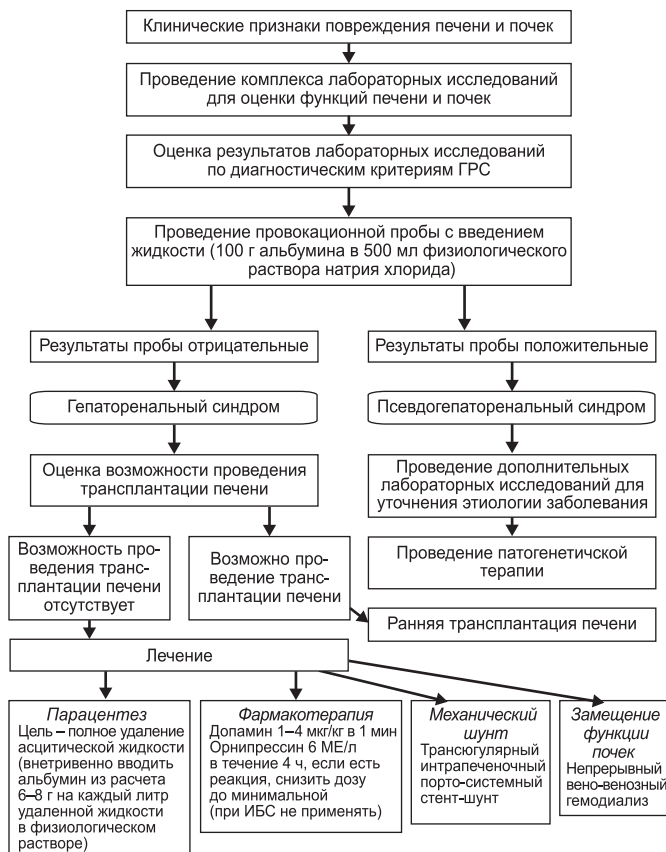 Клинические признаки повреждения печени и почек
Проведение комплекса лабораторных исследований
для оценки функций печени и почек
Оценка результатов лабораторных исследований
по диагностическим критериям ГРС
Проведение провокационной пробы с введением
жидкости (100 г альбумина в 500 мл физиологического
раствора натрия хлорида)
Результаты пробы отрицательные
Результаты пробы положительные
Гепаторенальный синдром
Псевдогепаторенальный синдром
Оценка возможности проведения
трансплантации печени
Проведение дополнительных
лабораторных исследований для
уточнения этиологии заболевания
Возможность про-
ведения транс-
плантации печени
отсутствует
Возможно про-
ведение транс-
плантации печени
Проведение патогенетичской
терапии
Ранняя трансплантация печени
Лечение
Парацентез
Цель – полное удаление
асцитической жидкости
(внетривенно вводить
альбумин из расчета
6–8 г на каждый литр
удаленной жидкости
в физиологическом
растворе)
Фармакотерапия
Допамин 1–4 мкг/кг в 1 мин
Орнипрессин 6 МЕ/л
в течение 4 ч, если есть
реакция, снизить дозу
до минимальной
(при ИБС не применять)
Механический
шунт
Трансюгулярный
интрапеченочный
порто-системный
стент-шунт
Замещение
функции
почек
Непрерывный
вено-венозный
гемодиализ